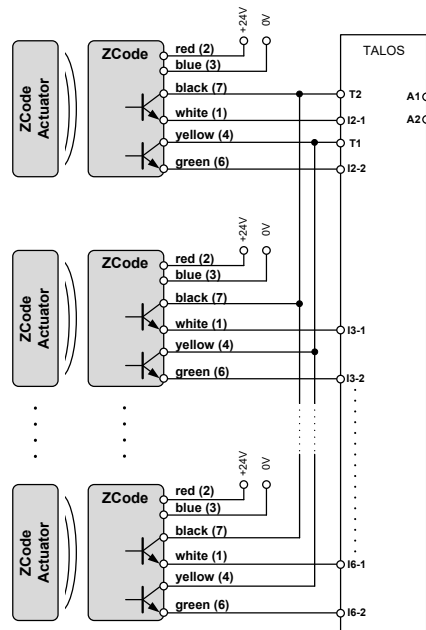 +24V
0V
ZCode
Actuator
ZCode
red (2)
blue (3)
black (7)
white (1)
yellow (4)
green (6)
TALOS
T2
A1
I2-1
A2
T1
I2-2
+24V
0V
ZCode
Actuator
ZCode
red (2)
blue (3)
black (7)
white (1)
yellow (4)
green (6)
I3-1
I3-2
+24V
0V
ZCode
Actuator
ZCode
red (2)
blue (3)
black (7)
white (1)
yellow (4)
green (6)
I6-1
I6-2